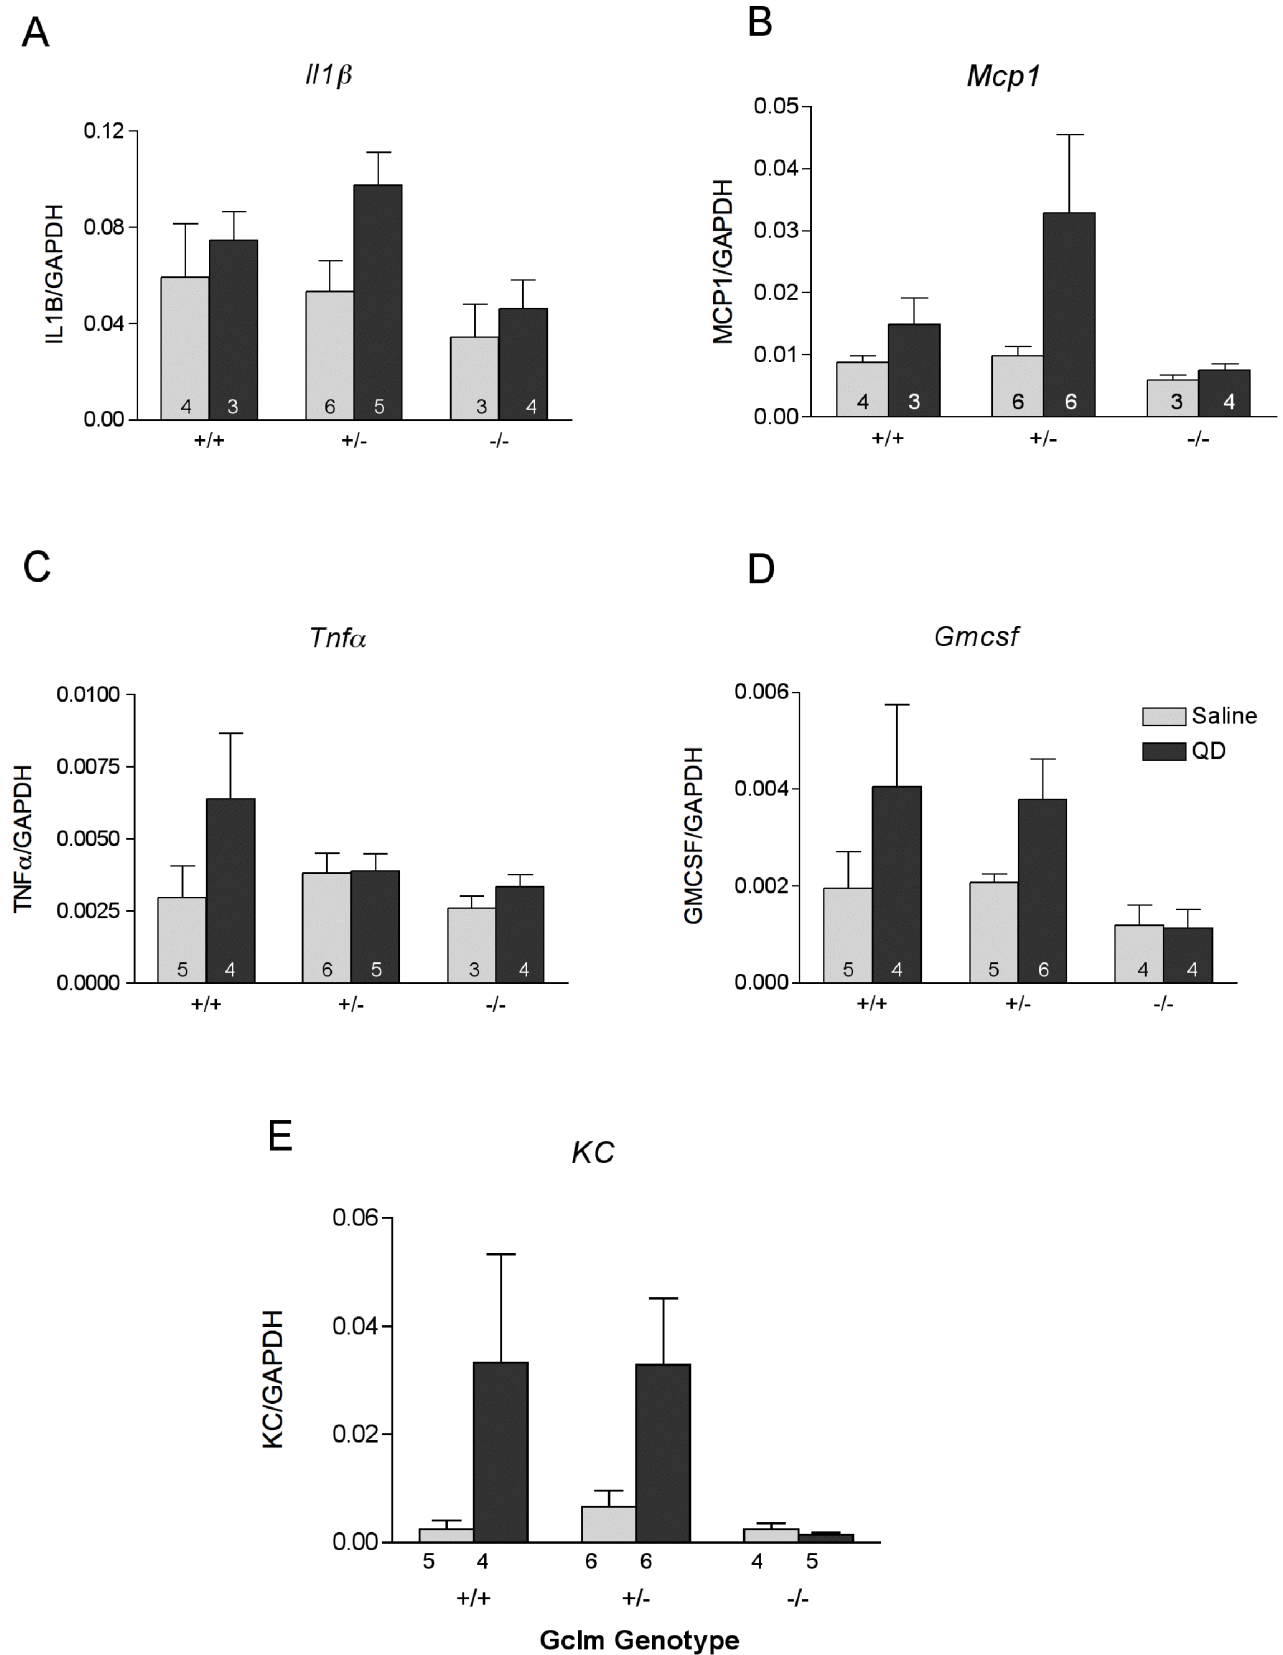 A
Il1β
IL1B/GAPDH
0.12
0.08
0.04
0.00
4 3 6 5 3 4
+/+ +/- -/-
B
Mcp1
MCP1/GAPDH
0.05
0.04
0.03
0.02
0.01
0.00
4 3 6 6 3 4
+/+ +/- -/-
C
Tnfα
TNFα/GAPDH
0.0100
0.0075
0.0050
0.0025
0.0000
5 4 6 5 3 4
+/+ +/- -/-
D
Gmcsf
GMCSF/GAPDH
0.006
0.004
0.002
0.000
Saline
QD
5 4 5 6 4 4
+/+ +/- -/-
E
KC
KC/GAPDH
0.06
0.04
0.02
0.00
5 4 6 6 4 5
+/+ +/- -/-
Gclm Genotype